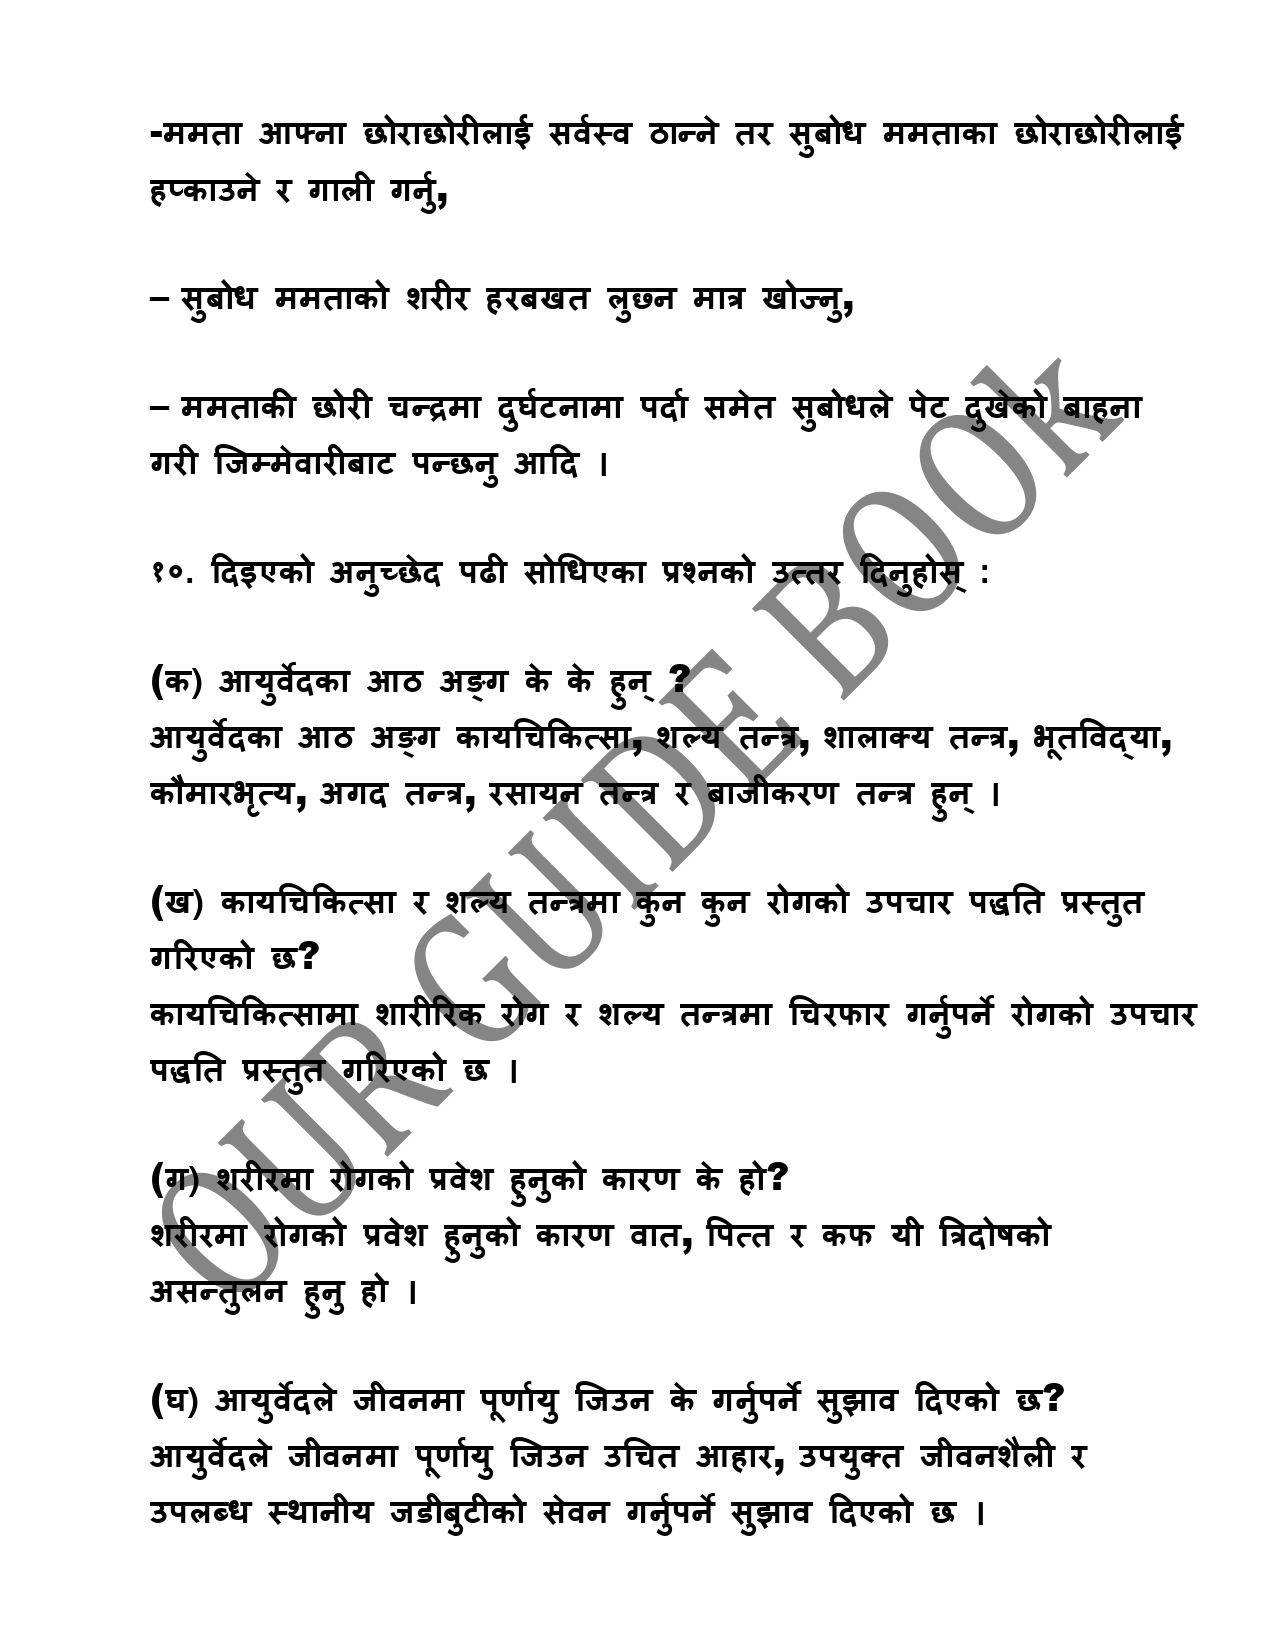 -ममता आफ्ना छोराछोरीलाई सर्वस्व ठान्ने तर सुबोध ममताका छोराछोरीलाई
हप्काउने र गाली गर्नु,
– सुबोध ममताको शरीर हरबखत लुछ्न मात्र खोज्नु,
– ममताकी छोरी चन्द्रमा दुर्घटनामा पर्दा समेत सुबोधले पेट दुखेको बाहना
गरी जिम्मेवारीबाट पन्छनु आदि ।
१०. दिइएको अनुच्छेद पढी सोधिएका प्रश्नको उत्तर दिनुहोस् :
(क) आयुर्वेदका आठ अङ्ग के के हुन् ?
आयुर्वेदका आठ अङ्ग कायचिकित्सा, शल्य तन्त्र, शालाक्य तन्त्र, भूतविद्‌या,
कौमारभृत्य, अगद तन्त्र, रसायन तन्त्र र बाजीकरण तन्त्र हुन् ।
(ख) कायचिकित्सा र शल्य तन्त्रमा कुन कुन रोगको उपचार पद्धति प्रस्तुत
गरिएको छ?
कायचिकित्सामा शारीरिक रोग र शल्य तन्त्रमा चिरफार गर्नुपर्ने रोगको उपचार
पद्धति प्रस्तुत गरिएको छ ।
(ग) शरीरमा रोगको प्रवेश हुनुको कारण के हो?
शरीरमा रोगको प्रवेश हुनुको कारण वात, पित्त र कफ यी त्रिदोषको
असन्तुलन हुनु हो ।
(घ) आयुर्वेदले जीवनमा पूर्णायु जिउन के गर्नुपर्ने सुझाव दिएको छ?
आयुर्वेदले जीवनमा पूर्णायु जिउन उचित आहार, उपयुक्त जीवनशैली र
उपलब्ध स्थानीय जडीबुटीको सेवन गर्नुपर्ने सुझाव दिएको छ ।
OUR GUIDE BOOk